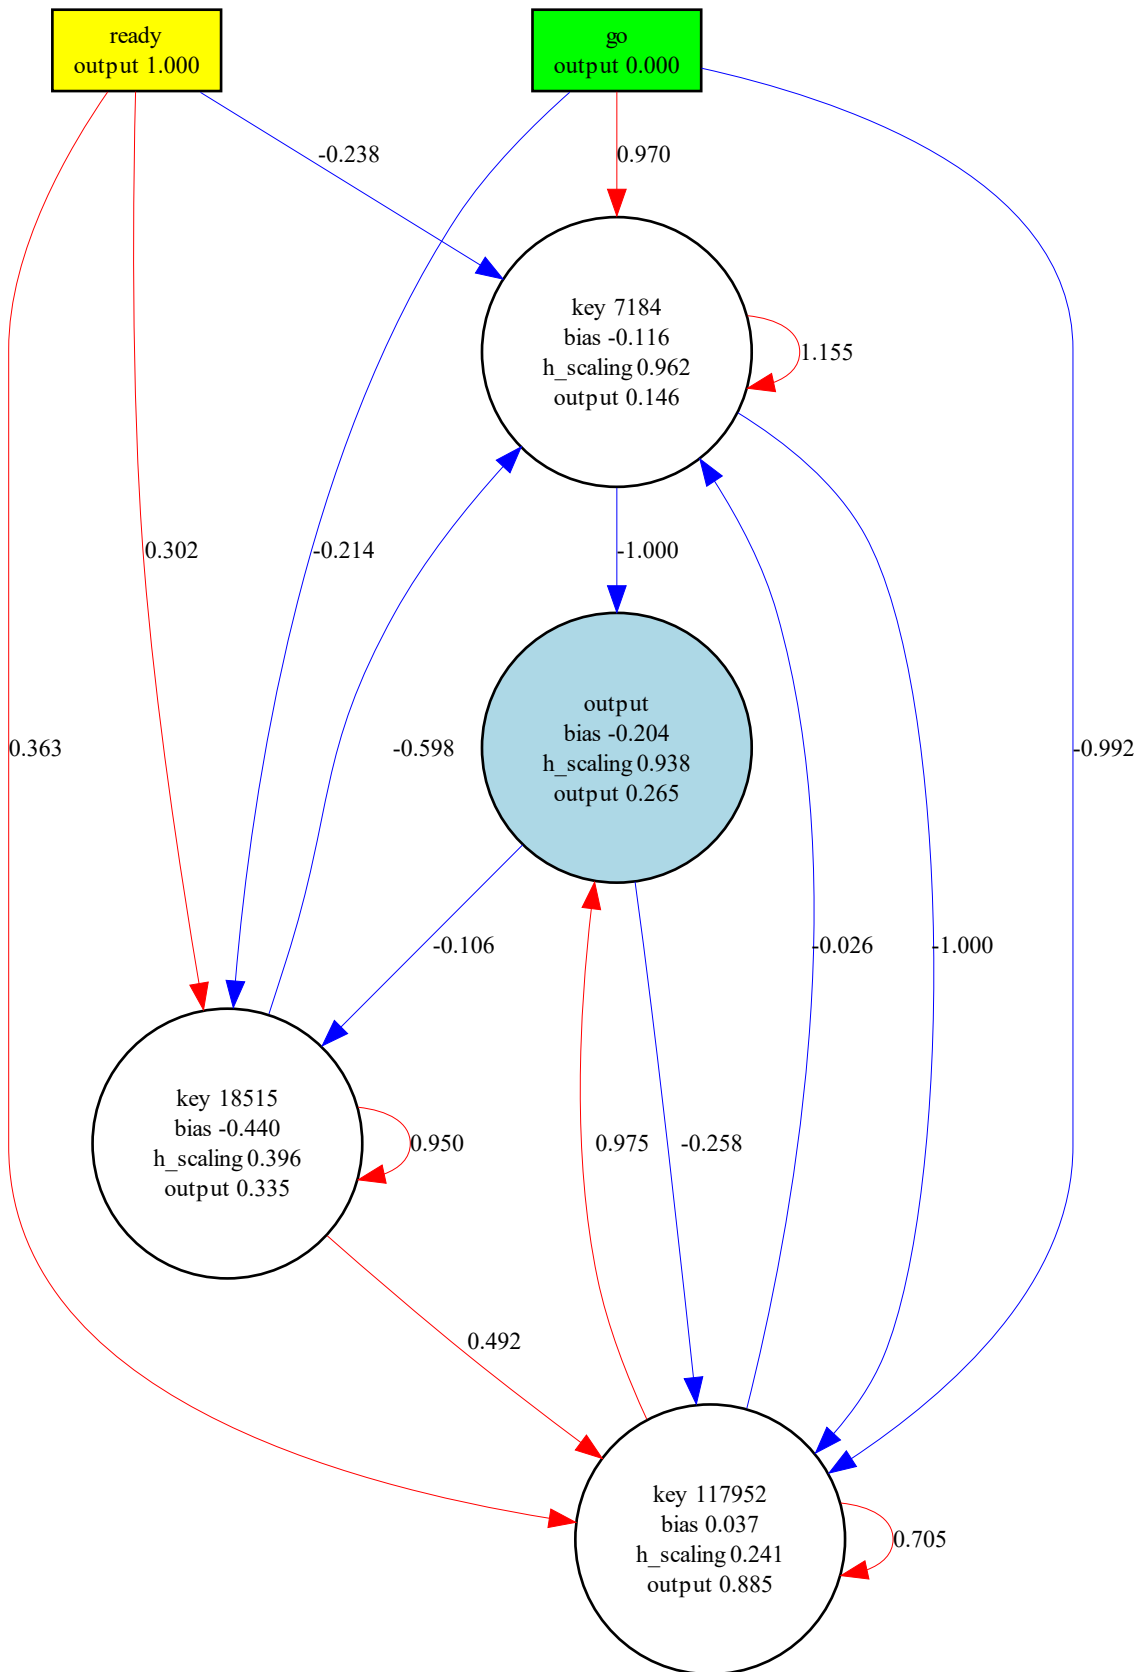 ready
output 1.000
go
output 0.000
-0.238
0.970
key 7184
bias -0.116
h_scaling 0.962
output 0.146
1.155
0.302
-0.214
-1.000
output
bias -0.204
h_scaling 0.938
output 0.265
0.363
-0.598
-0.992
-0.106
-0.026
-1.000
key 18515
bias -0.440
h_scaling 0.396
output 0.335
0.950
0.975
-0.258
0.492
key 117952
bias 0.037
h_scaling 0.241
output 0.885
0.705